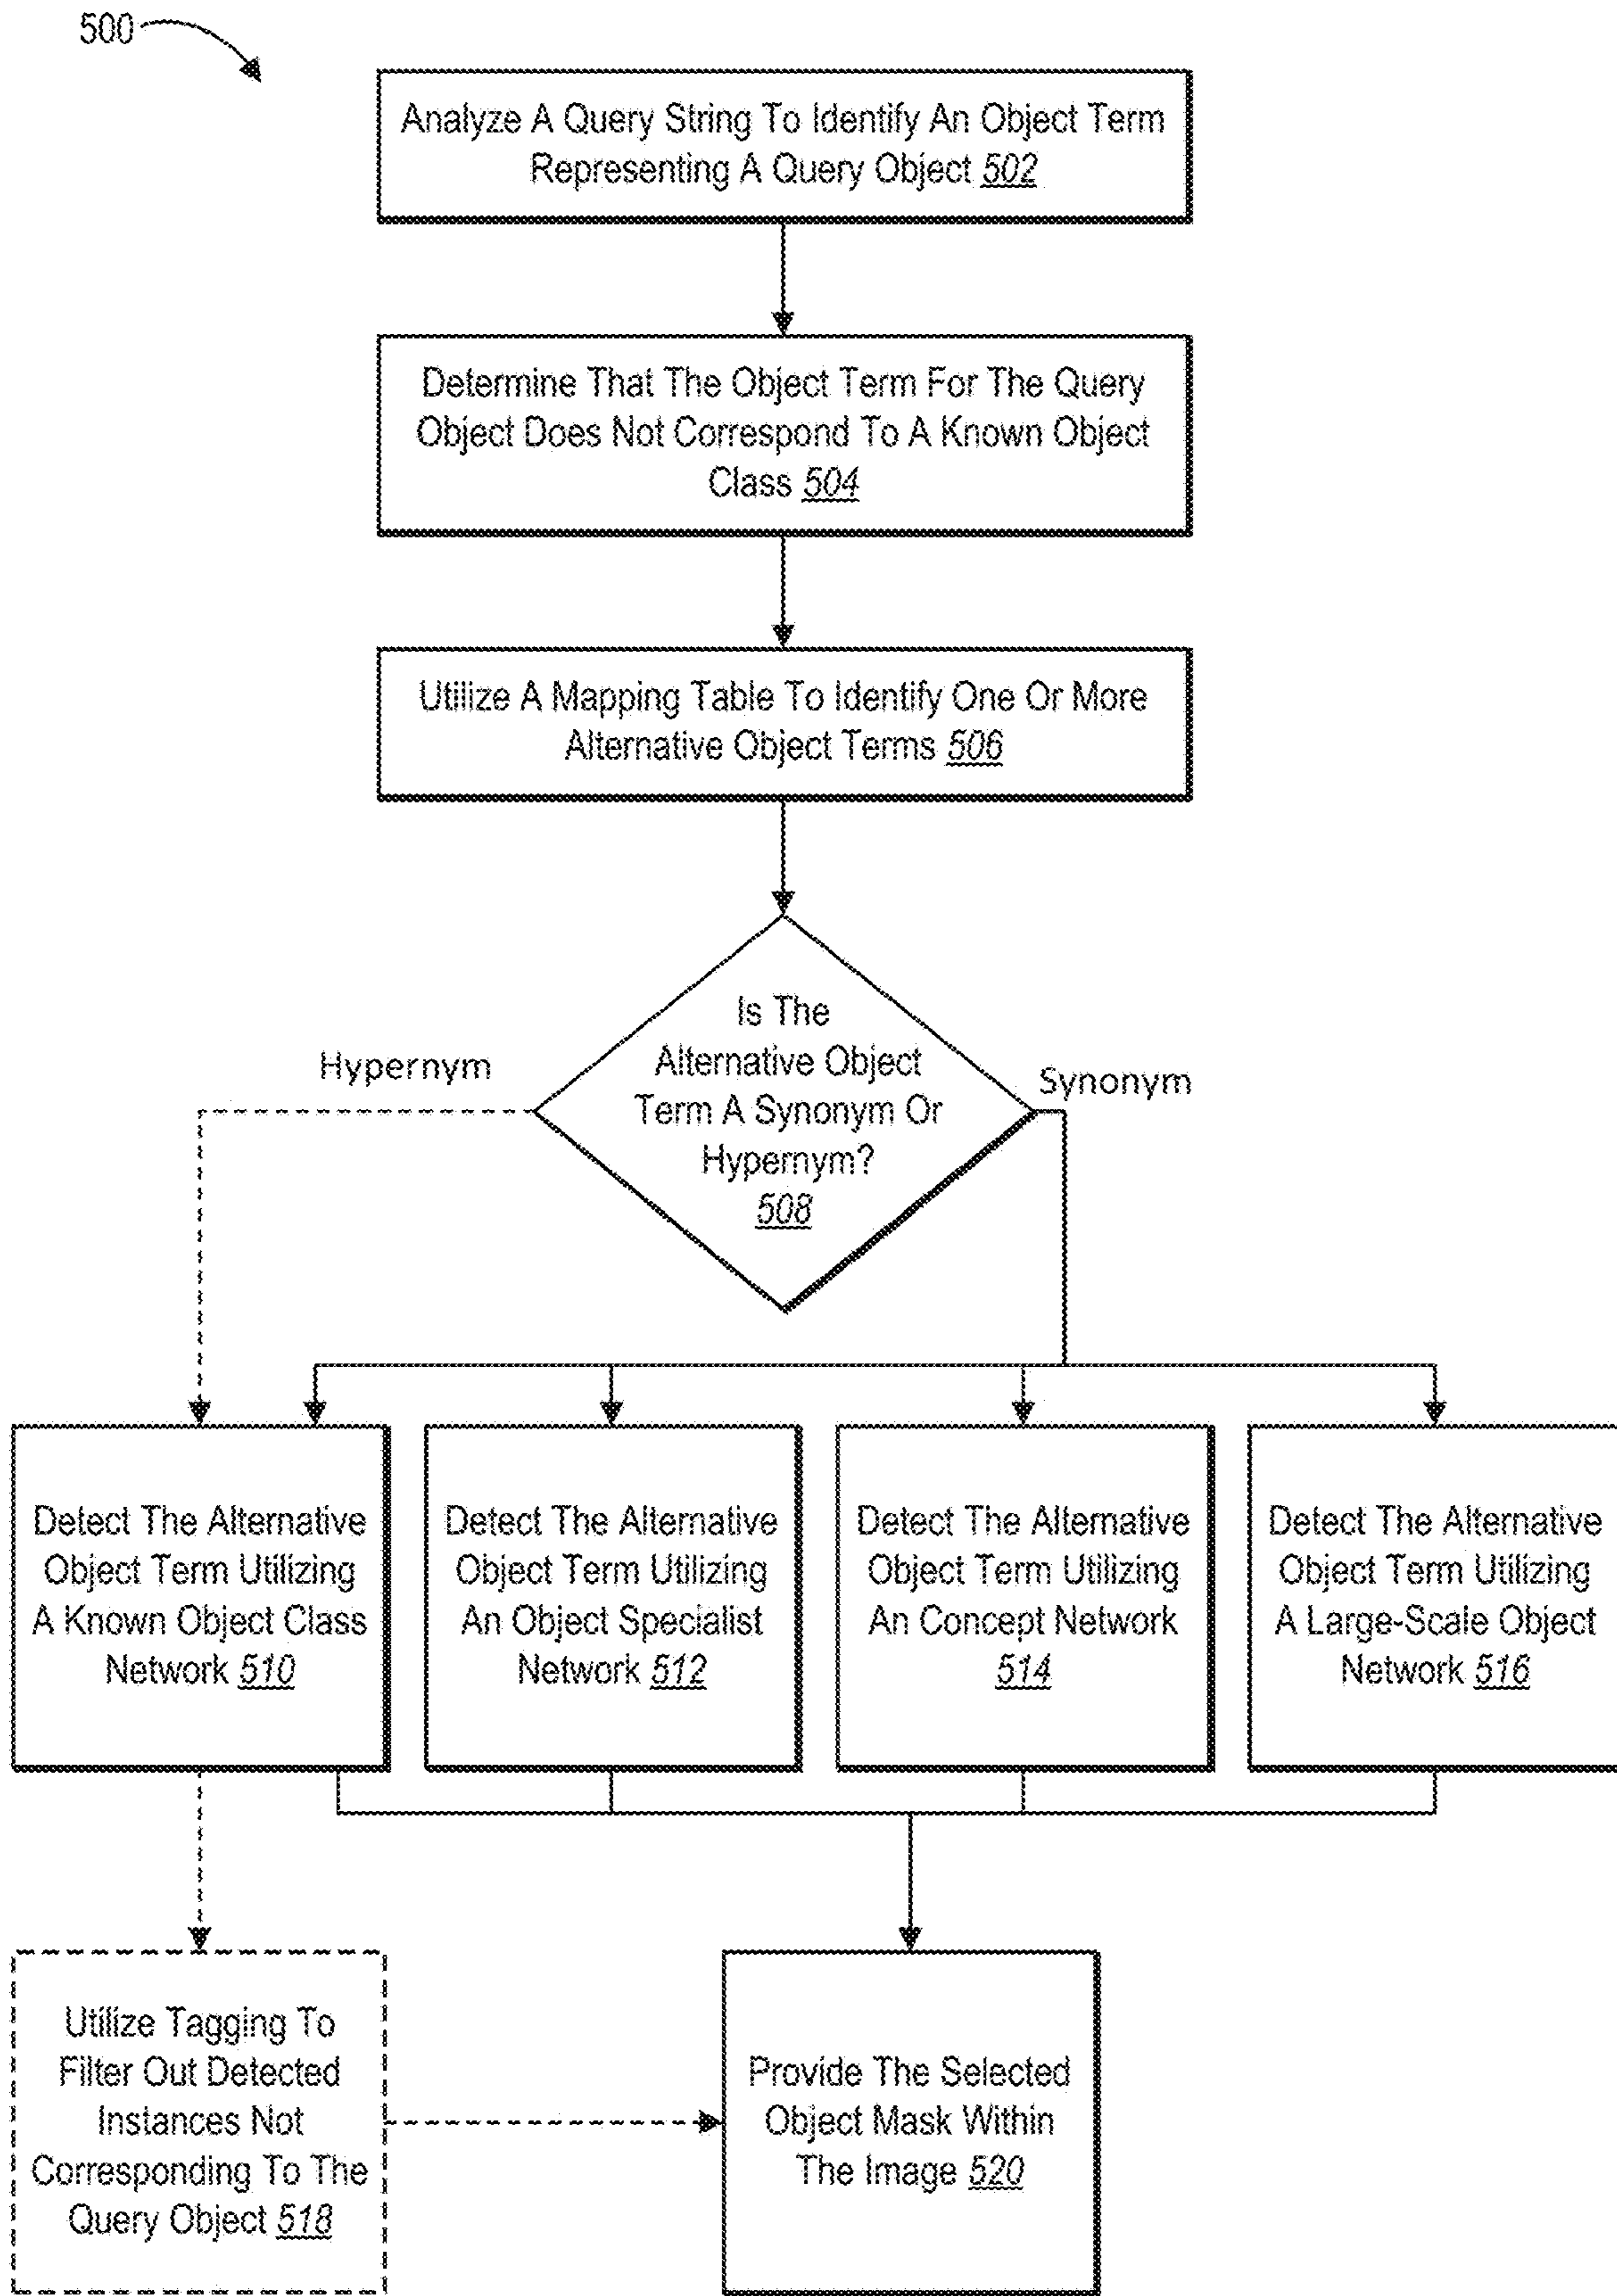 500
Analyze A Query String To Identify An Object Term
Representing A Query Object 502
Determine That The Object Term For The Query
Object Does Not Correspond To A Known Object
Class 504
Utilize A Mapping Table To Identify One Or More
Alternative Object Terms 506
Is The
Alternative Object
Term A Synonym Or
Hypernym?
508
Hypernym
Synonym
Detect The Alternative
Object Term Utilizing
A Known Object Class
Network 510
Detect The Alternative
Object Term Utilizing
An Object Specialist
Network 512
Detect The Alternative
Object Term Utilizing
An Concept Network
514
Detect The Alternative
Object Term Utilizing
A Large-Scale Object
Network 516
Utilize Tagging To
Filter Out Detected
Instances Not
Corresponding To The
Query Object 518
Provide The Selected
Object Mask Within
The Image 520